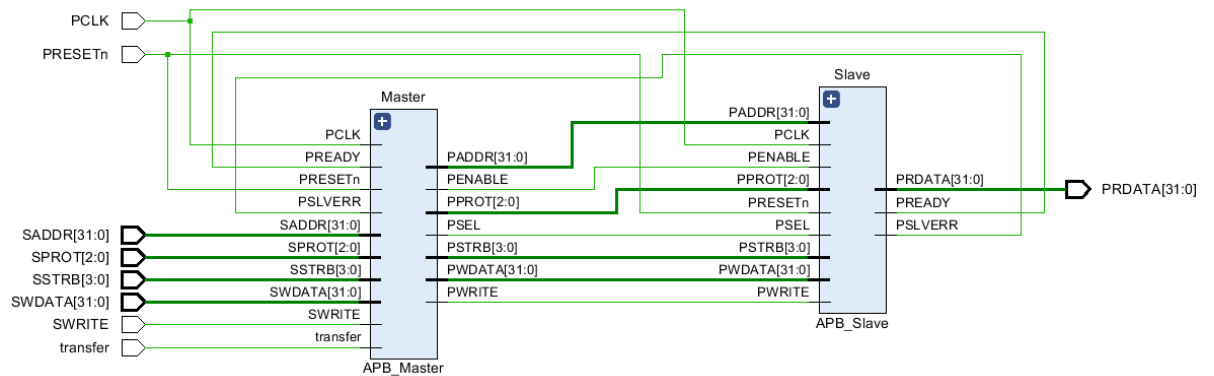 PCLK
PRESETn
SADDR[31:0]
SPROT[2:0]
SSTRB[3:0]
SWDATA[31:0]
SWRITE
transfer
Master
PCLK
PREADY
PRESETn
PSLVERR
SADDR[31:0]
SPROT[2:0]
SSTRB[3:0]
SWDATA[31:0]
SWRITE
transfer
PADDR[31:0]
PENABLE
PPROT[2:0]
PSEL
PSTRB[3:0]
PWDATA[31:0]
PWRITE
APB_Master
Slave
PADDR[31:0]
PCLK
PENABLE
PPROT[2:0]
PRESETn
PSEL
PSTRB[3:0]
PWDATA[31:0]
PWRITE
PRDATA[31:0]
PREADY
PSLVERR
APB_Slave
PRDATA[31:0]